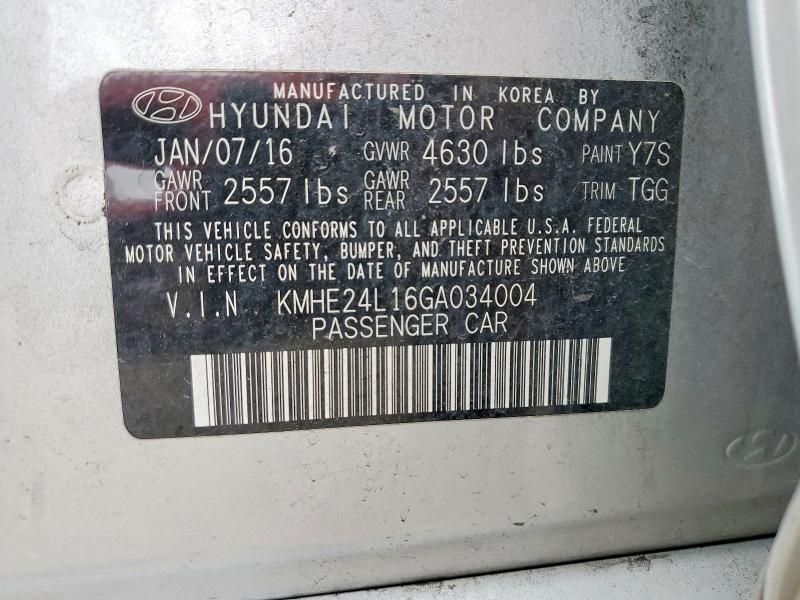 MANUFACTURED IN KOREA BY
HYUNDAI MOTOR COMPANY
JAN/07/16 GVWR 4630 lbs PAINT Y7S
GAWR FRONT 2557 lbs GAWR REAR 2557 lbs TRIM TGG
THIS VEHICLE CONFORMS TO ALL APPLICABLE U.S.A. FEDERAL
MOTOR VEHICLE SAFETY, BUMPER, AND THEFT PREVENTION STANDARDS
IN EFFECT ON THE DATE OF MANUFACTURE SHOWN ABOVE
V.I.N KMHE24L16GA034004
PASSENGER CAR